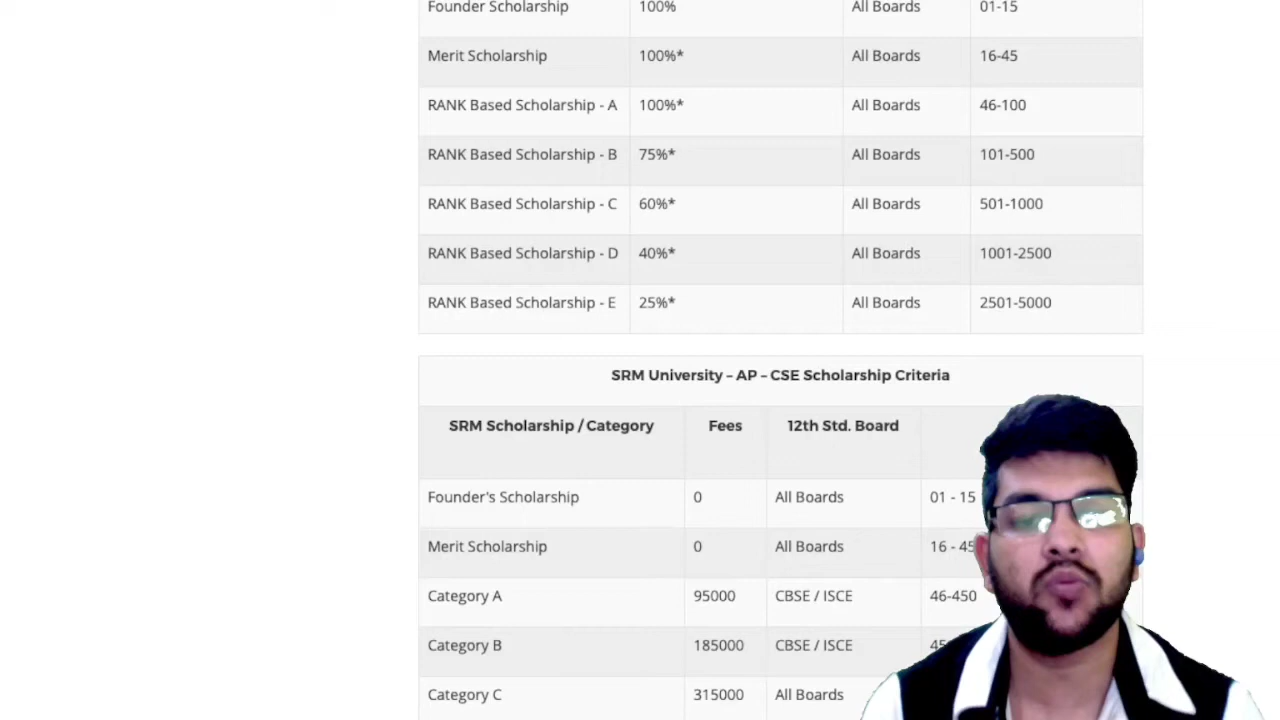 Founder Scholarship 100% All Boards 01-15
Merit Scholarship 100%* All Boards 16-45
RANK Based Scholarship - A 100%* All Boards 46-100
RANK Based Scholarship - B 75%* All Boards 101-500
RANK Based Scholarship - C 60%* All Boards 501-1000
RANK Based Scholarship - D 40%* All Boards 1001-2500
RANK Based Scholarship - E 25%* All Boards 2501-5000
SRM University – AP – CSE Scholarship Criteria
SRM Scholarship / Category Fees 12th Std. Board
Founder's Scholarship 0 All Boards 01 - 15
Merit Scholarship 0 All Boards 16 - 45
Category A 95000 CBSE / ISCE 46-450
Category B 185000 CBSE / ISCE
Category C 315000 All Boards